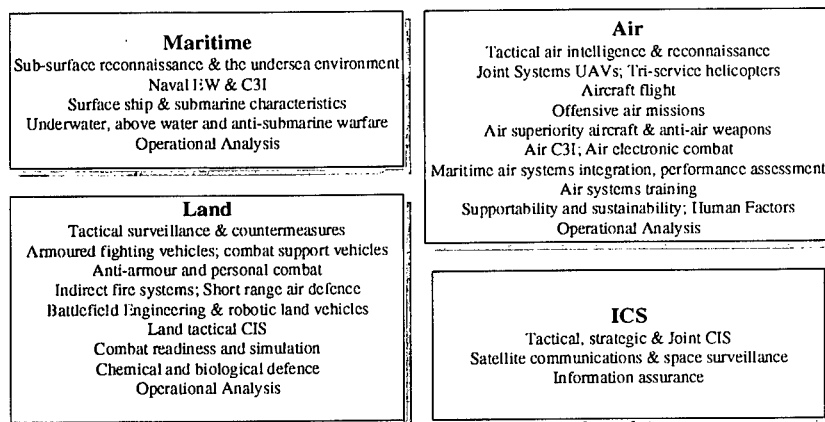 Maritime
Sub-surface reconnaissance & the undersea environment
Naval EW & C3I
Surface ship & submarine characteristics
Underwater, above water and anti-submarine warfare
Operational Analysis
Air
Tactical air intelligence & reconnaissance
Joint Systems UAVs; Tri-service helicopters
Aircraft flight
Offensive air missions
Air superiority aircraft & anti-air weapons
Air C3I; Air electronic combat
Maritime air systems integration, performance assessment
Air systems training
Supportability and sustainability; Human Factors
Operational Analysis
Land
Tactical surveillance & countermeasures
Armoured fighting vehicles; combat support vehicles
Anti-armour and personal combat
Indirect fire systems; Short range air defence
Battlefield Engineering & robotic land vehicles
Land tactical CIS
Combat readiness and simulation
Chemical and biological defence
Operational Analysis
ICS
Tactical, strategic & Joint CIS
Satellite communications & space surveillance
Information assurance